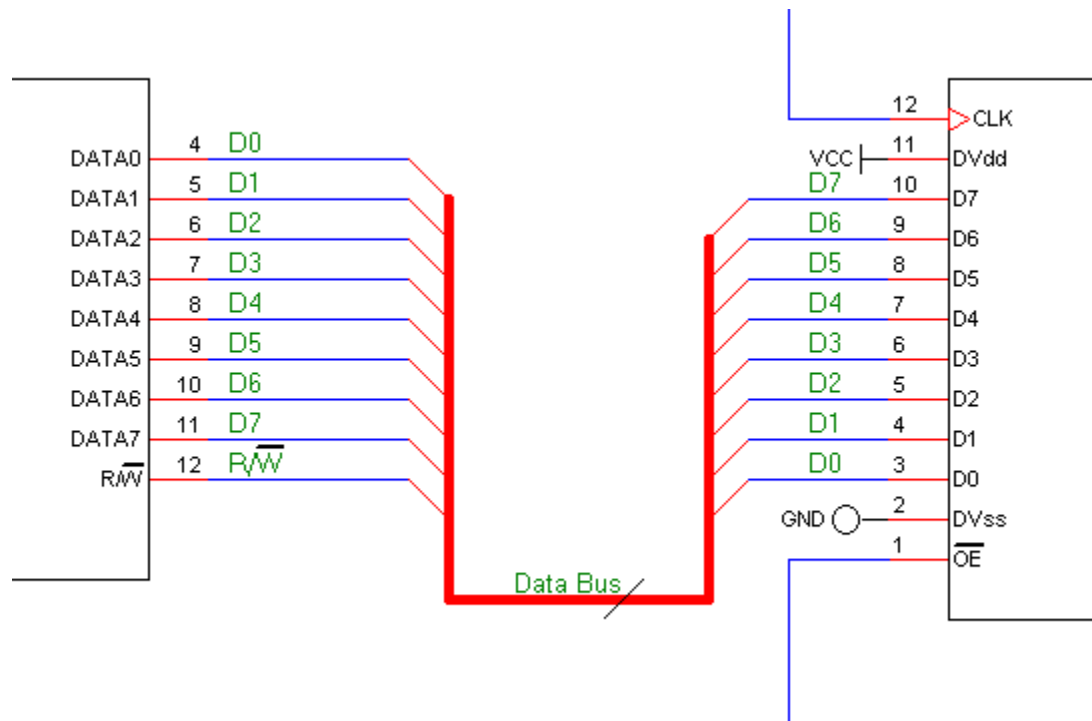 DATA0 4 D0
DATA1 5 D1
DATA2 6 D2
DATA3 7 D3
DATA4 8 D4
DATA5 9 D5
DATA6 10 D6
DATA7 11 D7
R/W̅ 12 R/W̅
Data Bus
12 CLK
VCC 11 DVdd
D7 10 D7
D6 9 D6
D5 8 D5
D4 7 D4
D3 6 D3
D2 5 D2
D1 4 D1
D0 3 D0
GND 2 DVss
1 O̅E̅